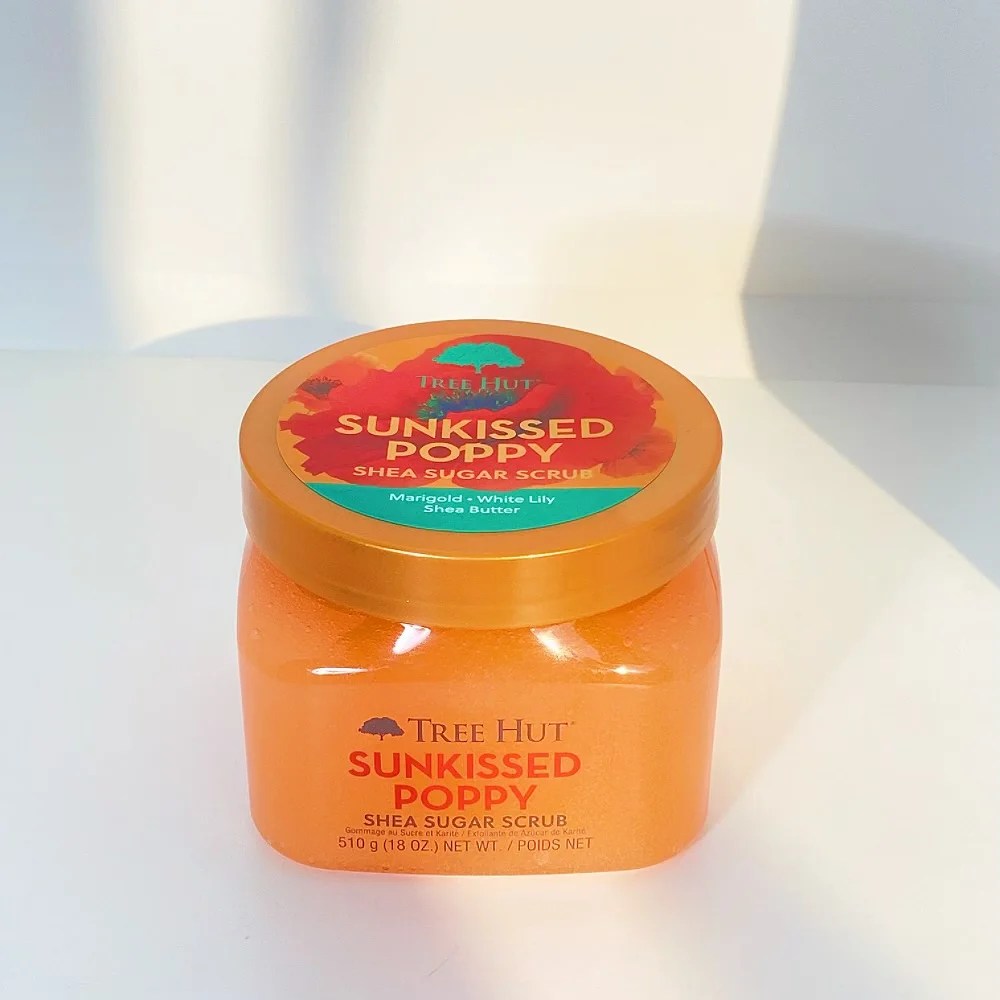 TREE HUT®
SUNKISSED
POPPY
SHEA SUGAR SCRUB
Marigold • White Lily
Shea Butter
TREE HUT®
SUNKISSED
POPPY
SHEA SUGAR SCRUB
Gommage au Sucre et Karité / Exfoliante de Azúcar de Karité
510 g (18 OZ.) NET WT. / POIDS NET